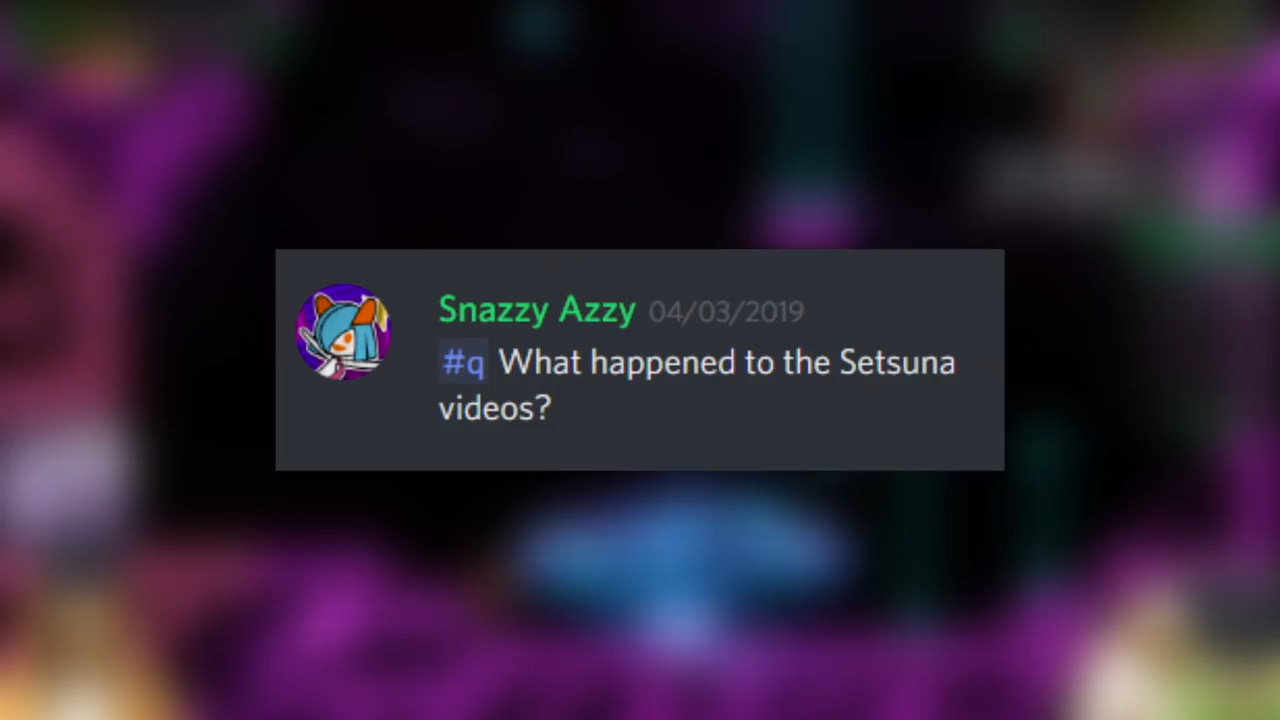 Snazzy Azzy 04/03/2019
#q What happened to the Setsuna
videos?